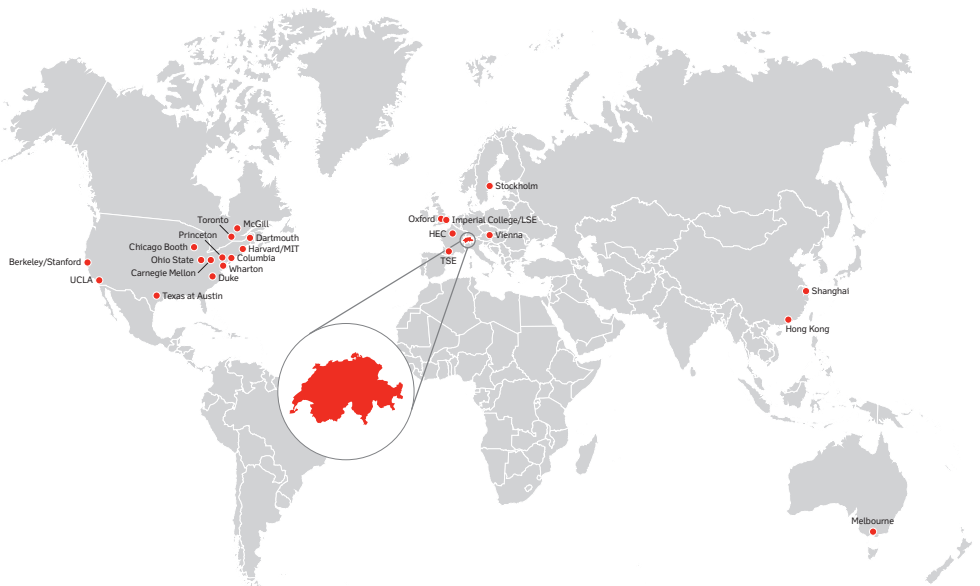 Stockholm
Toronto
McGill
Oxford
Imperial College/LSE
Princeton
HEC
Vienna
Dartmouth
Chicago Booth
Harvard/MIT
Ohio State
Columbia
TSE
Berkeley/Stanford
Carnegie Mellon
Wharton
UCLA
Duke
Texas at Austin
Shanghai
Hong Kong
Melbourne